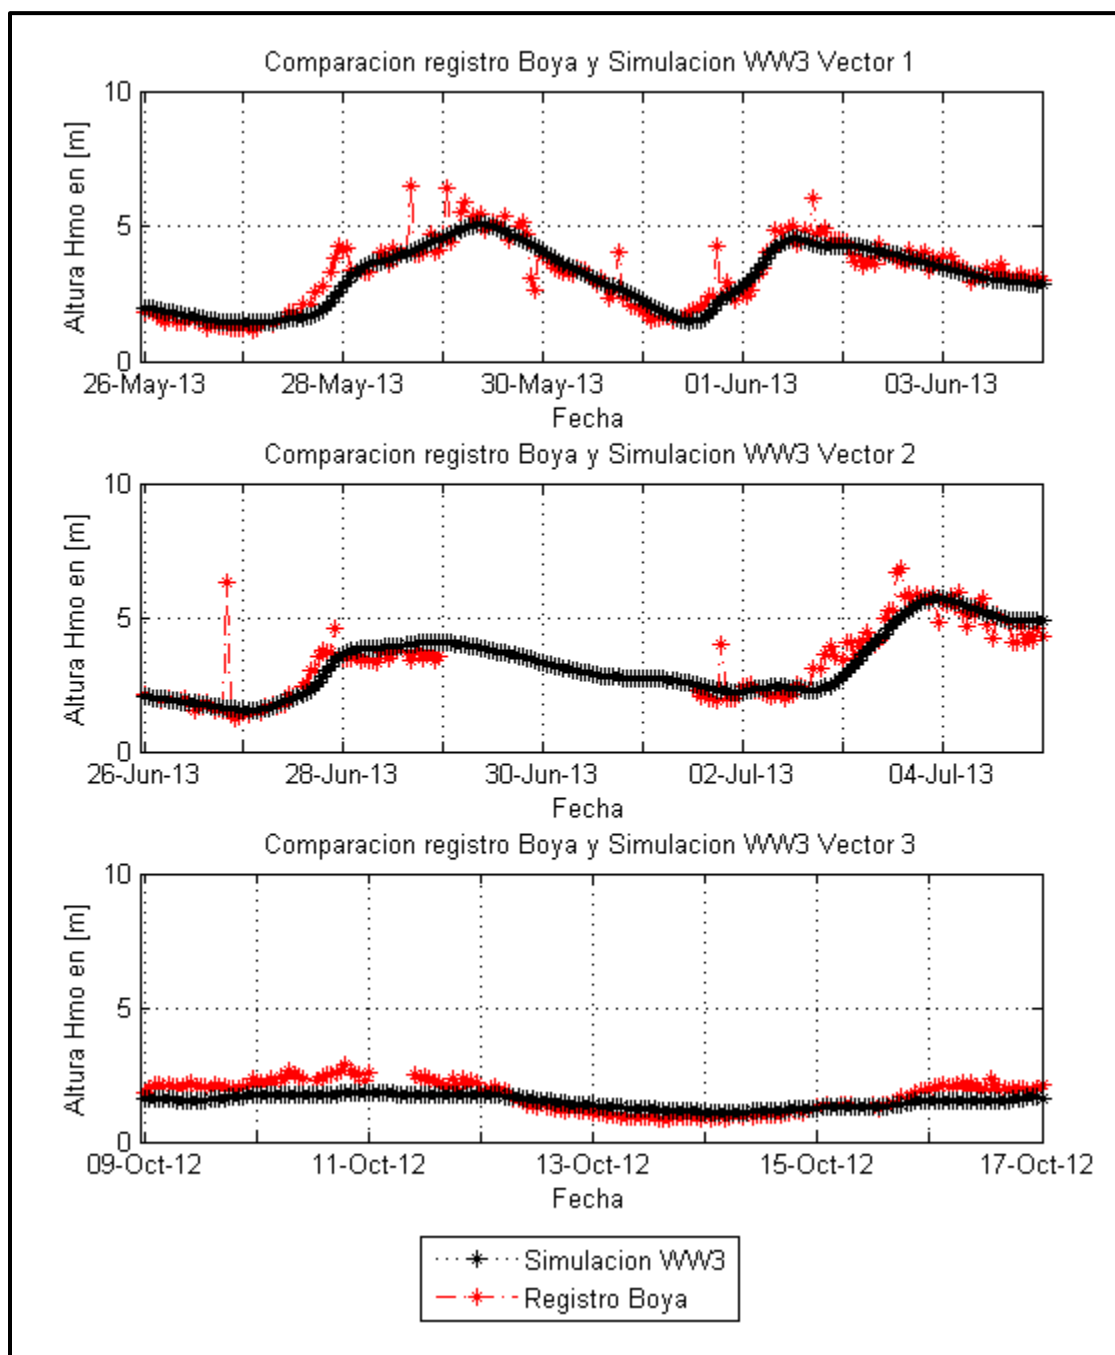 Comparacion registro Boya y Simulacion WW3 Vector 1
10
5
0
Altura Hmo en [m]
26-May-13 28-May-13 30-May-13 01-Jun-13 03-Jun-13
Fecha
Comparacion registro Boya y Simulacion WW3 Vector 2
10
5
0
Altura Hmo en [m]
26-Jun-13 28-Jun-13 30-Jun-13 02-Jul-13 04-Jul-13
Fecha
Comparacion registro Boya y Simulacion WW3 Vector 3
10
5
0
Altura Hmo en [m]
09-Oct-12 11-Oct-12 13-Oct-12 15-Oct-12 17-Oct-12
Fecha
Simulacion WW3
Registro Boya